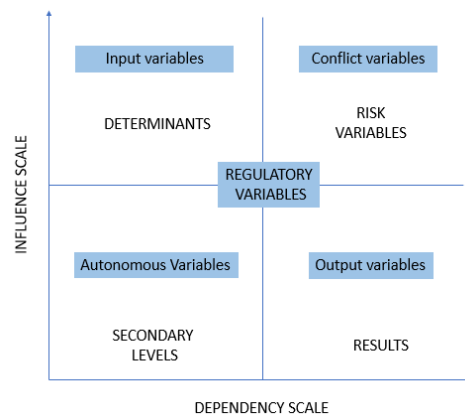 Input variables
Conflict variables
DETERMINANTS
RISK
VARIABLES
REGULATORY
VARIABLES
INFLUENCE SCALE
Autonomous Variables
Output variables
SECONDARY
LEVELS
RESULTS
DEPENDENCY SCALE